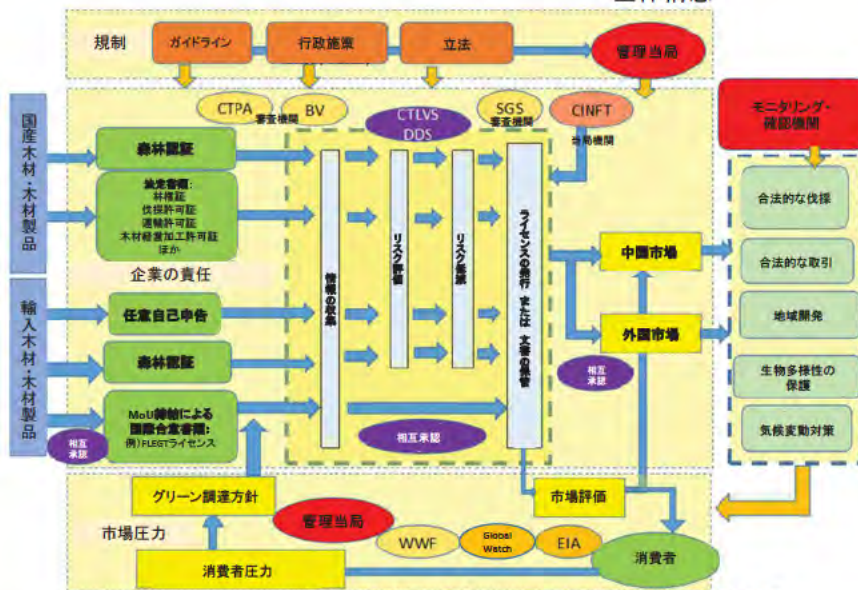 規制
ガイドライン
行政施策
立法
管理当局
CTPA
審査機関
BV
CTLVS
DDS
SGS
審査機関
CINFT
当局機関
モニタリング・
確認機関
国産木材・木材製品
森林認証
法定書類:
林権証
伐採許可証
運輸許可証
木材経営加工許可証
ほか
企業の責任
輸入木材・木材製品
任意自己申告
森林認証
MoU締結による
国際合意書類:
例)FLEGTライセンス
相互
承認
情報の収集
リスク評価
リスク低減
ライセンスの発行 または 文書の保管
相互承認
中国市場
外国市場
相互
承認
合法的な伐採
合法的な取引
地域開発
生物多様性の
保護
気候変動対策
市場圧力
グリーン調達方針
管理当局
WWF
Global
Watch
EIA
市場評価
消費者
消費者圧力